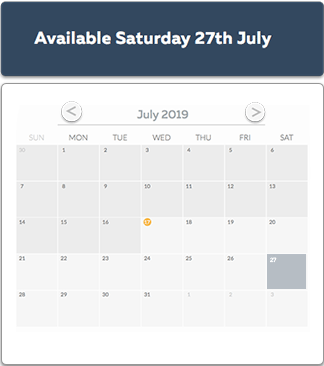 Available Saturday 27th July
< July 2019 >
SUN MON TUE WED THU FRI SAT
30 1 2 3 4 5 6
7 8 9 10 11 12 13
14 15 16 17 18 19 20
21 22 23 24 25 26 27
28 29 30 31 1 2 3